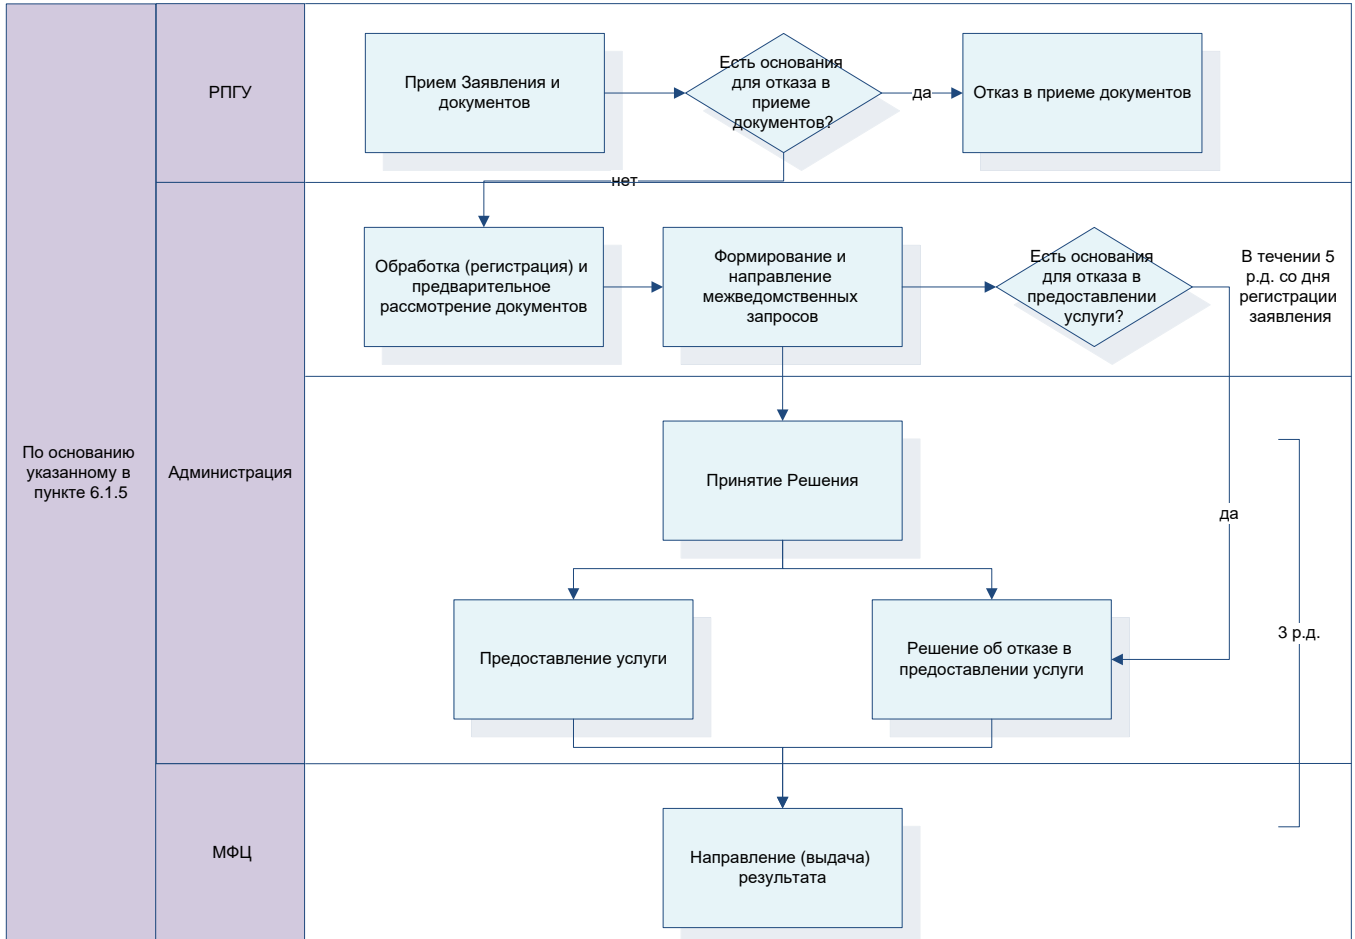 РПГУ
Прием Заявления и
документов
Есть основания
для отказа в
приеме
документов?
да
Отказ в приеме документов
нет
Обработка (регистрация) и
предварительное
рассмотрение документов
Формирование и
направление
межведомственных
запросов
Есть основания
для отказа в
предоставлении
услуги?
В течении 5
р.д. со дня
регистрации
заявления
По основанию
указанному в
пункте 6.1.5
Администрация
Принятие Решения
да
3 р.д.
Предоставление услуги
Решение об отказе в
предоставлении услуги
МФЦ
Направление (выдача)
результата